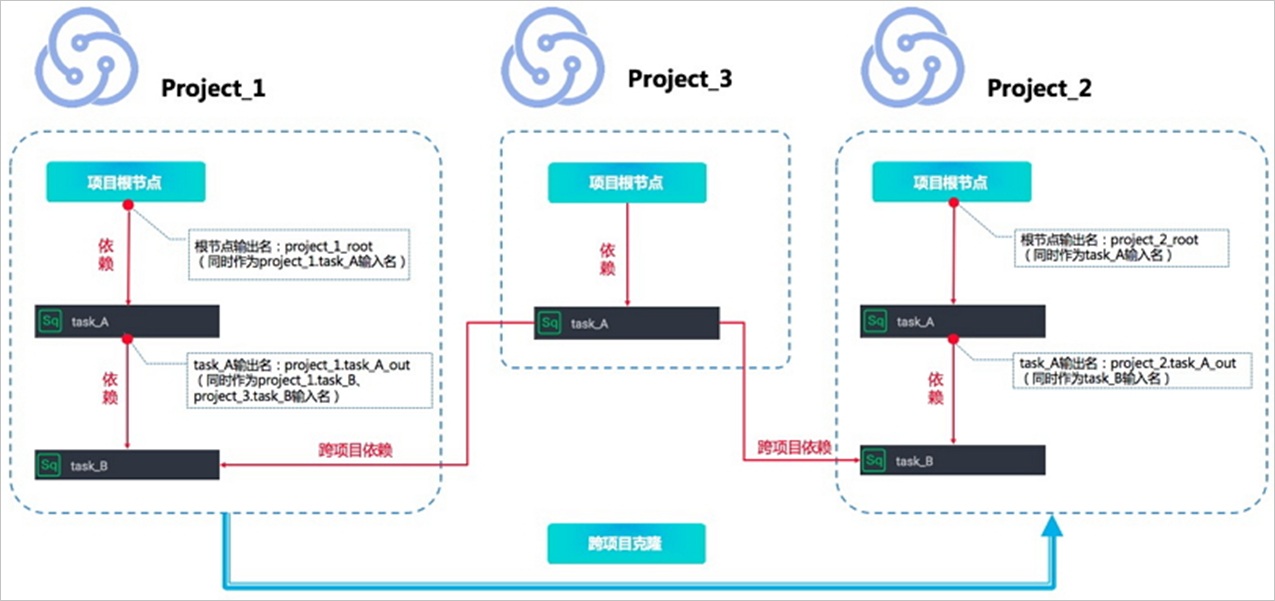 Project_1
项目根节点
依
赖
根节点输出名：project_1_root
（同时作为project_1.task_A输入名）
Sq task_A
task_A输出名：project_1.task_A_out
（同时作为project_1.task_B、
project_3.task_B输入名）
依
赖
Sq task_B
Project_3
项目根节点
依
赖
Sq task_A
跨项目依赖
跨项目依赖
Project_2
项目根节点
根节点输出名：project_2_root
（同时作为task_A输入名）
Sq task_A
task_A输出名：project_2.task_A_out
（同时作为task_B输入名）
依
赖
Sq task_B
跨项目克隆